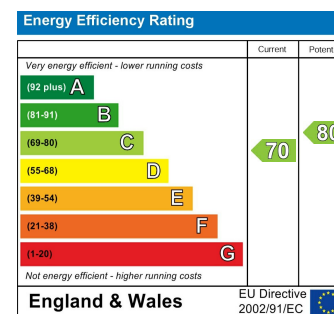 Energy Efficiency Rating
Current
Very energy efficient - lower running costs
(92 plus) A
(81-91) B
(69-80) C
80
70
(55-68) D
(39-54) E
(21-38) F
(1-20) G
Not energy efficient - higher running costs
England & Wales
EU Directive
2002/91/EC